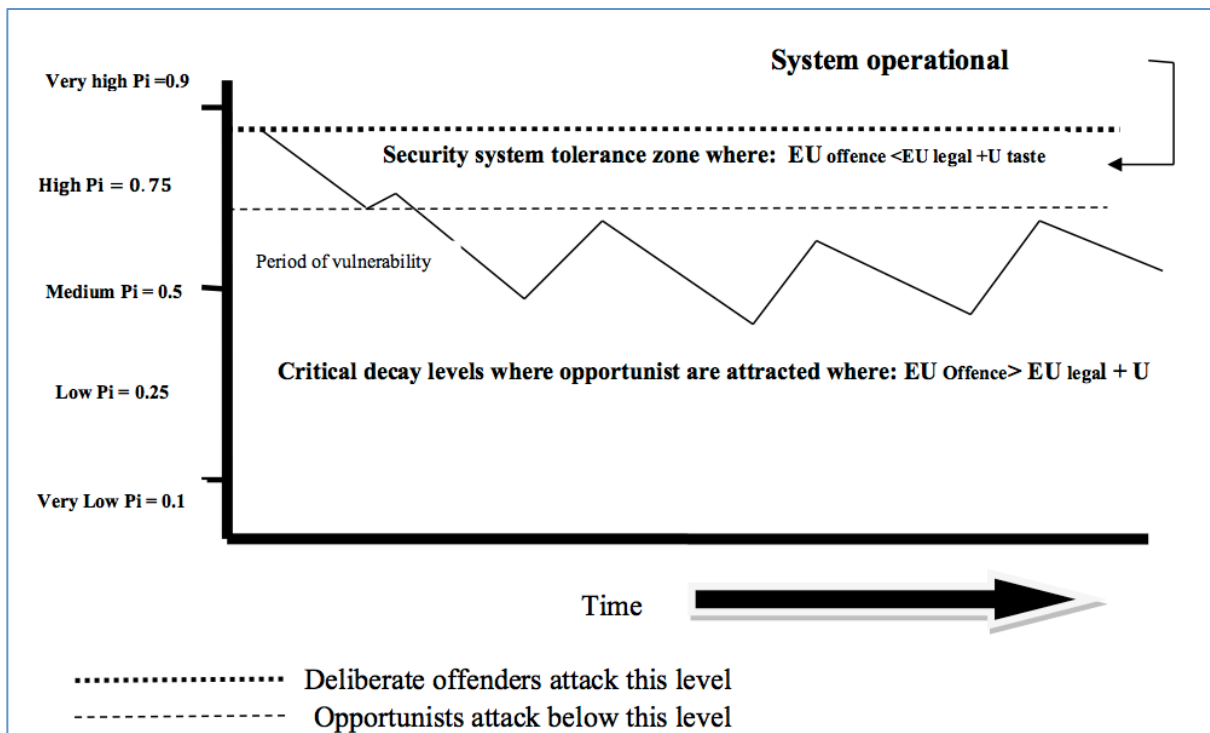 System operational
Very high Pi =0.9
Security system tolerance zone where: EU offence <EU legal +U taste
High Pi = 0.75
Period of vulnerability
Medium Pi = 0.5
Critical decay levels where opportunist are attracted where: EU Offence> EU legal + U
Low Pi = 0.25
Very Low Pi = 0.1
Time
Deliberate offenders attack this level
Opportunists attack below this level